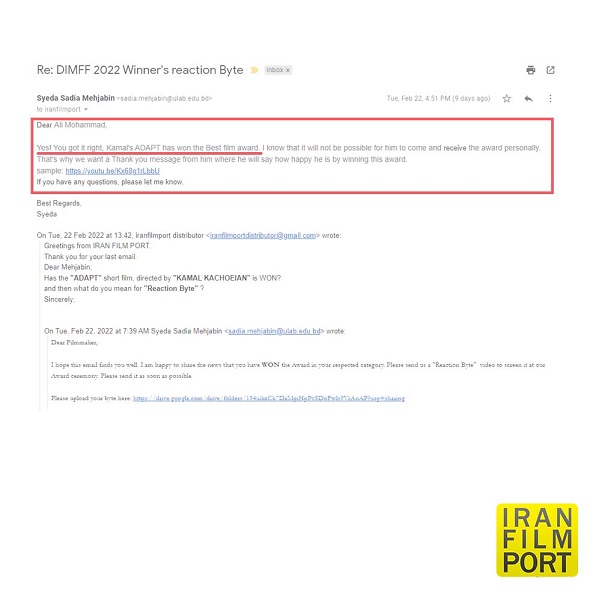 Re: DIMFF 2022 Winner's reaction Byte
Inbox x
Syeda Sadia Mehjabin <sadia.mehjabin@ulab.edu.bd>
Tue, Feb 22, 4:51 PM (9 days ago)
to iranfilmport
Dear Ali Mohammad,
Yes! You got it right. Kamal's ADAPT has won the Best film award. I know that it will not be possible for him to come and receive the award personally.
That's why we want a Thank you message from him where he will say how happy he is by winning this award.
sample:
If you have any questions, please let me know.
Best Regards,
Syeda
On Tue, 22 Feb 2022 at 13:42, iranfilmport distributor <iranfilmportdistributor@gmail.com> wrote:
Greetings from IRAN FILM PORT.
Thank you for your last email.
Dear Mehjabin;
Has the "ADAPT" short film, directed by "KAMAL KACHOEIAN" is WON?
and then what do you mean for "Reaction Byte" ?
Sincerely,
On Tue, Feb 22, 2022 at 7:39 AM Syeda Sadia Mehjabin <sadia.mehjabin@ulab.edu.bd> wrote:
Dear Filmmaker,
I hope this email finds you well. I am happy to share the news that you have WON the Award in your respected category. Please send us a "Reaction Byte" video to screen it at our
Award ceremony. Please send it as soon as possible.
Please upload your byte here:
IRAN
FILM
PORT